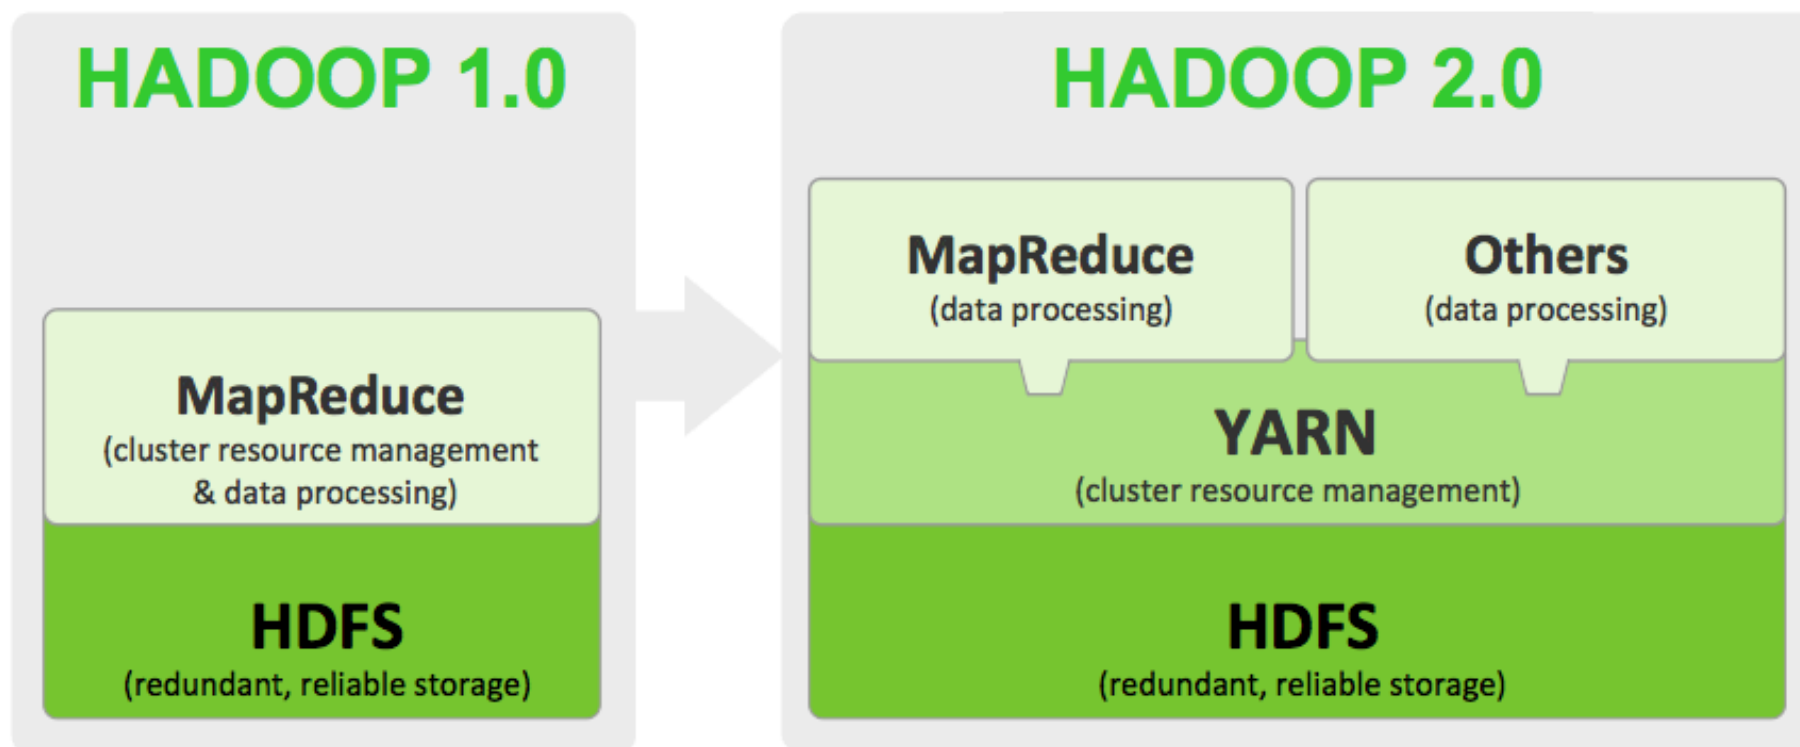 HADOOP 1.0
MapReduce
(cluster resource management
& data processing)
HDFS
(redundant, reliable storage)
HADOOP 2.0
MapReduce
(data processing)
Others
(data processing)
YARN
(cluster resource management)
HDFS
(redundant, reliable storage)